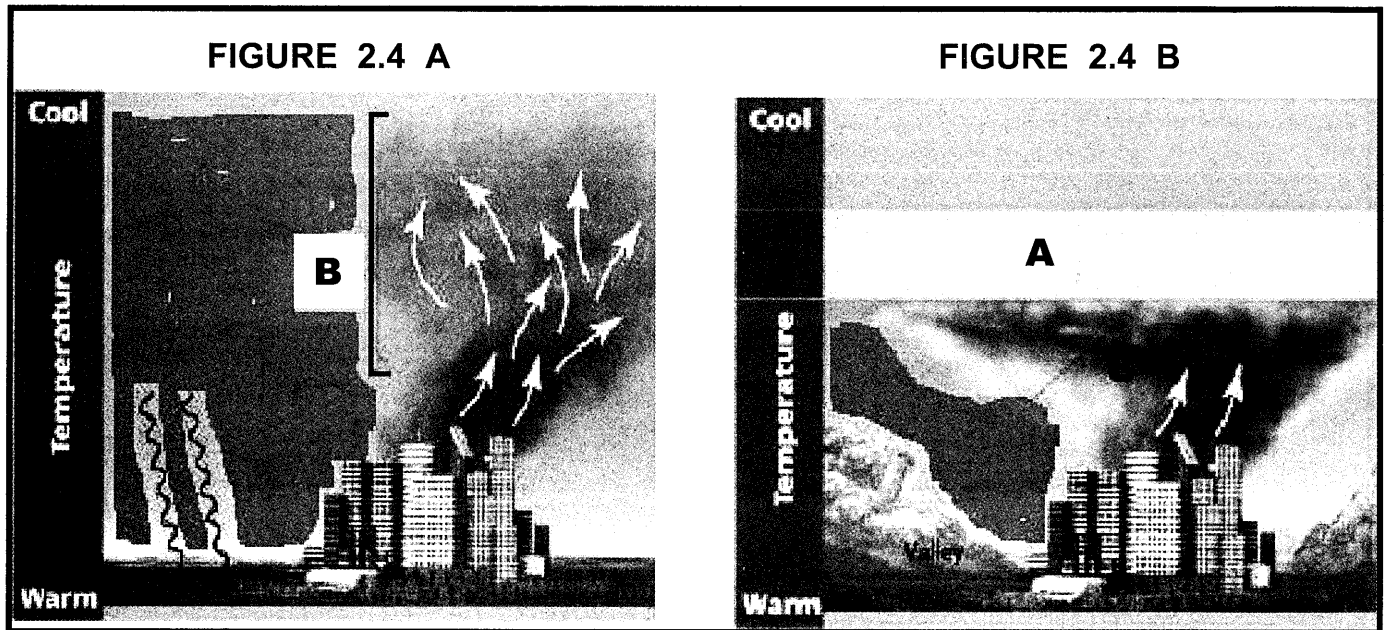 FIGURE 2.4 A
Cool
B
Temperature
Warm
FIGURE 2.4 B
Cool
A
Temperature
Valley
Warm